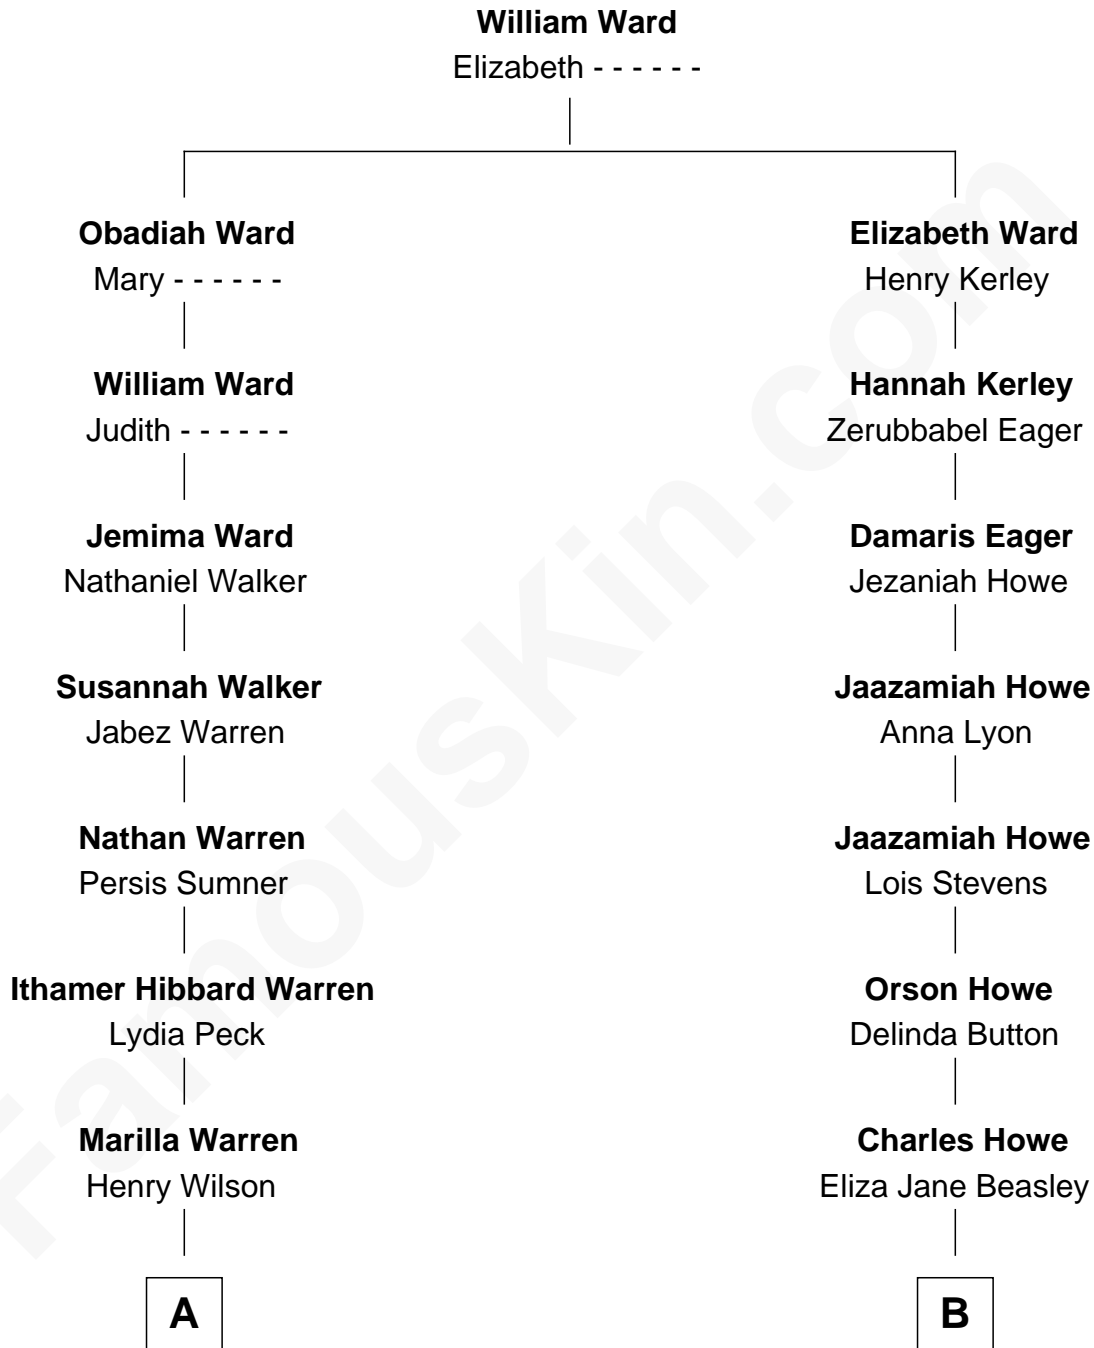 William Ward
Elizabeth - - - - - -
Obadiah Ward
Mary - - - - - -
Elizabeth Ward
Henry Kerley
William Ward
Judith - - - - - -
Hannah Kerley
Zerubbabel Eager
Jemima Ward
Nathaniel Walker
Damaris Eager
Jezaniah Howe
Susannah Walker
Jabez Warren
Jaazamiah Howe
Anna Lyon
Nathan Warren
Persis Sumner
Jaazamiah Howe
Lois Stevens
Ithamer Hibbard Warren
Lydia Peck
Orson Howe
Delinda Button
Marilla Warren
Henry Wilson
Charles Howe
Eliza Jane Beasley
A
B
FamousKin.com